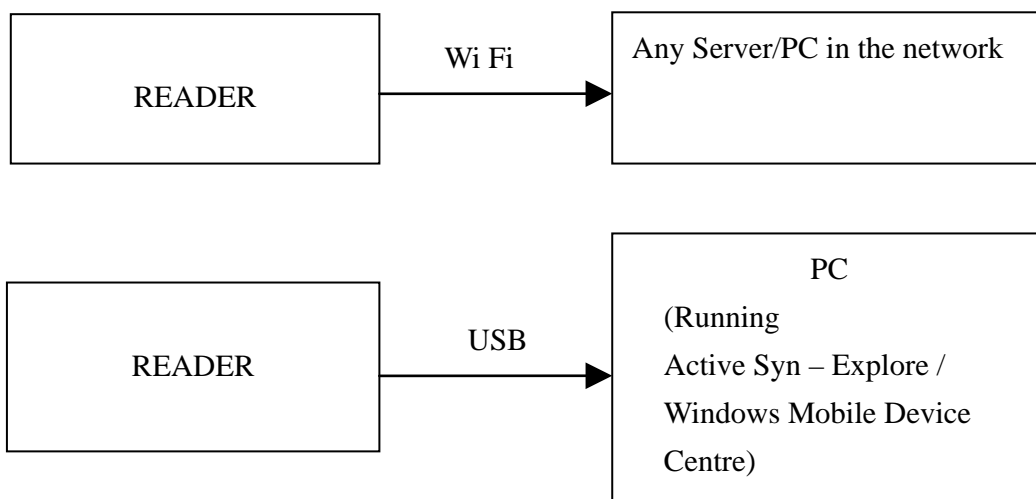 READER
Wi Fi
Any Server/PC in the network
READER
USB
PC
(Running
Active Syn – Explore /
Windows Mobile Device
Centre)